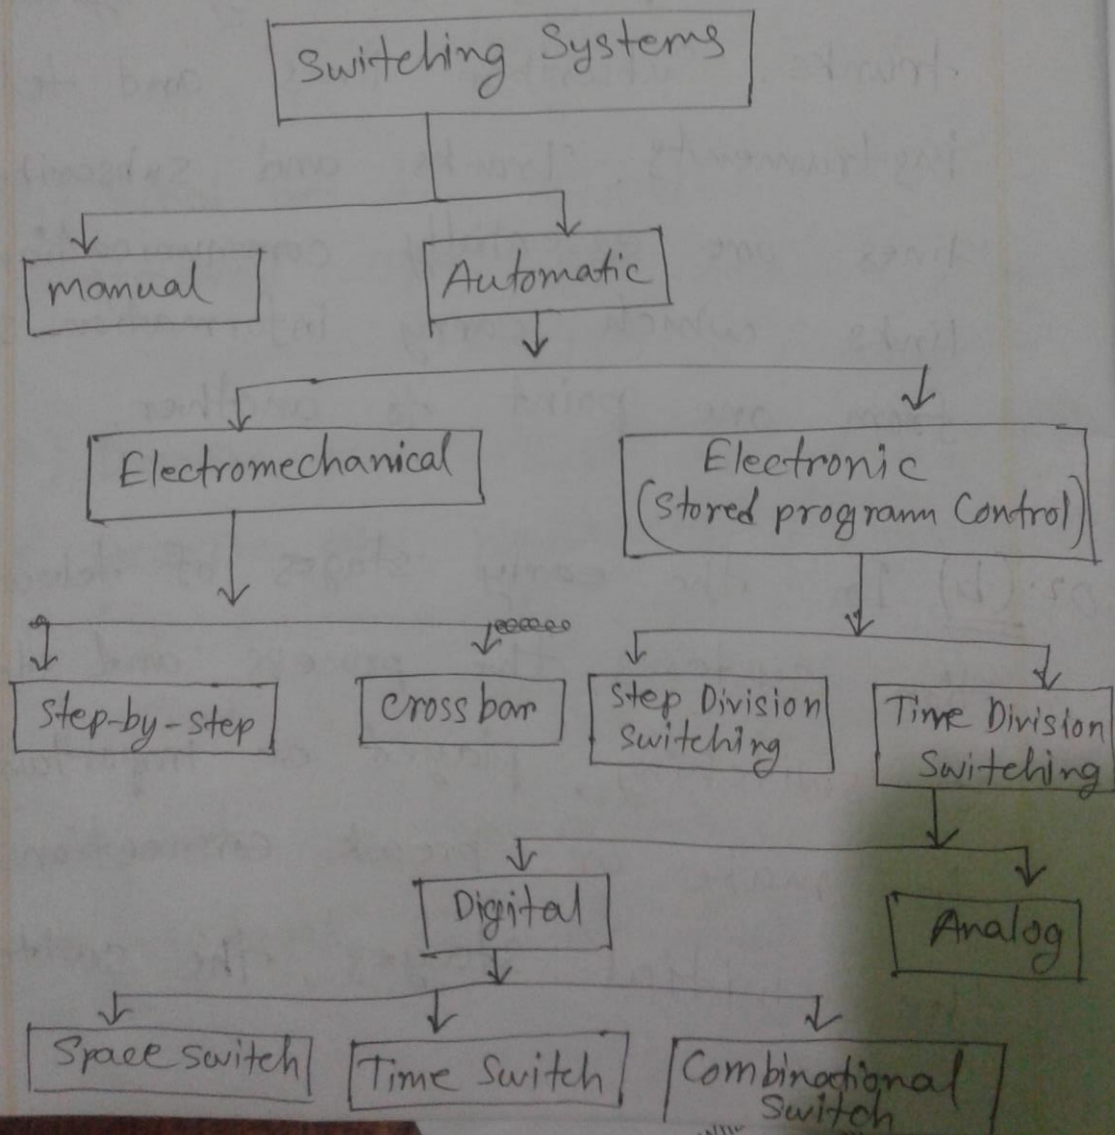 Switching Systems
manual
Automatic
Electromechanical
Electronic
(Stored programm Control)
Step-by-step
cross bar
Step Division
switching
Time Division
switching
Digital
Analog
Space switch
Time Switch
Combinational
Switch